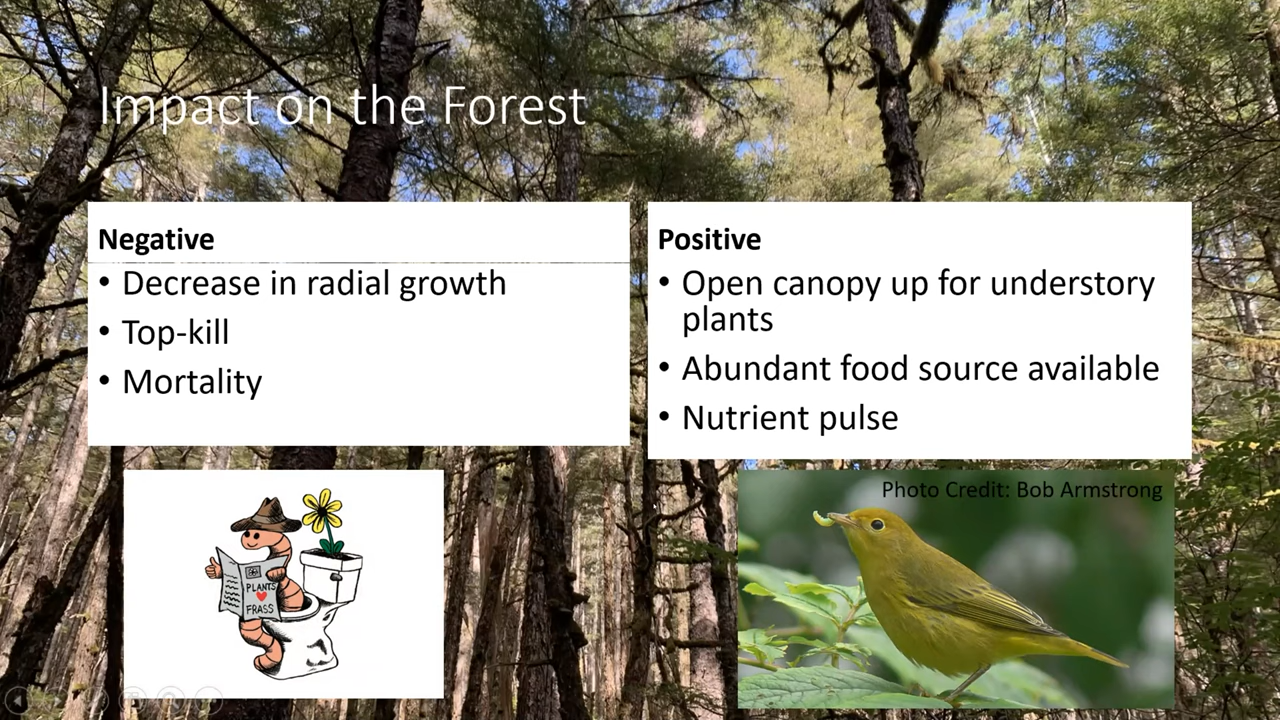 Impact on the Forest
Negative
• Decrease in radial growth
• Top-kill
• Mortality
Positive
• Open canopy up for understory
plants
• Abundant food source available
• Nutrient pulse
PLANTS
FRASS
Photo Credit: Bob Armstrong